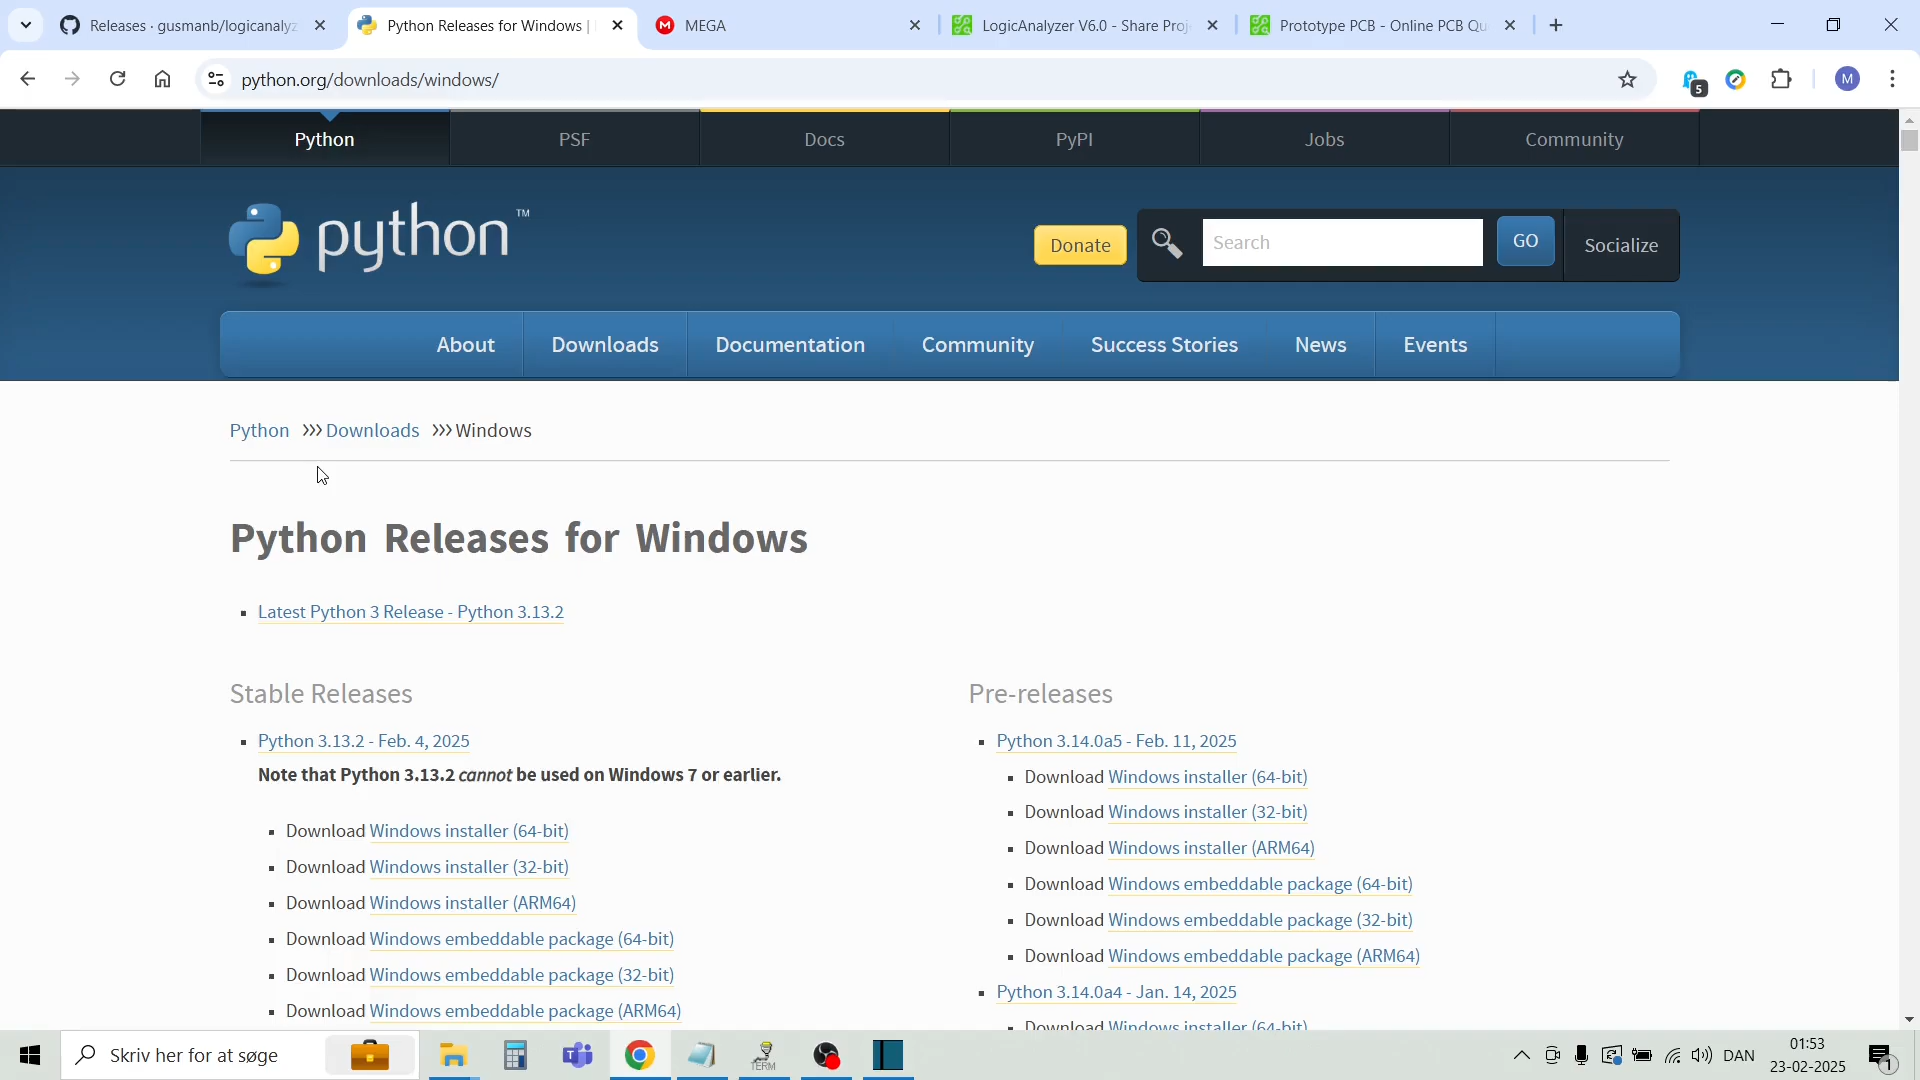 Releases · gusmanb/logicanalyz
Python Releases for Windows |
MEGA
LogicAnalyzer V6.0 - Share Proj
Prototype PCB - Online PCB Qu
python.org/downloads/windows/
5
M
Python
PSF
Docs
PyPI
Jobs
Community
python™
Donate
Search
GO
Socialize
About
Downloads
Documentation
Community
Success Stories
News
Events
Python >>> Downloads >>> Windows
Python Releases for Windows
Latest Python 3 Release - Python 3.13.2
Stable Releases
Python 3.13.2 - Feb. 4, 2025
Note that Python 3.13.2 cannot be used on Windows 7 or earlier.
Download Windows installer (64-bit)
Download Windows installer (32-bit)
Download Windows installer (ARM64)
Download Windows embeddable package (64-bit)
Download Windows embeddable package (32-bit)
Download Windows embeddable package (ARM64)
Pre-releases
Python 3.14.0a5 - Feb. 11, 2025
Download Windows installer (64-bit)
Download Windows installer (32-bit)
Download Windows installer (ARM64)
Download Windows embeddable package (64-bit)
Download Windows embeddable package (32-bit)
Download Windows embeddable package (ARM64)
Python 3.14.0a4 - Jan. 14, 2025
Download Windows installer (64-bit)
Skriv her for at søge
TERM
DAN
01:53
23-02-2025
1